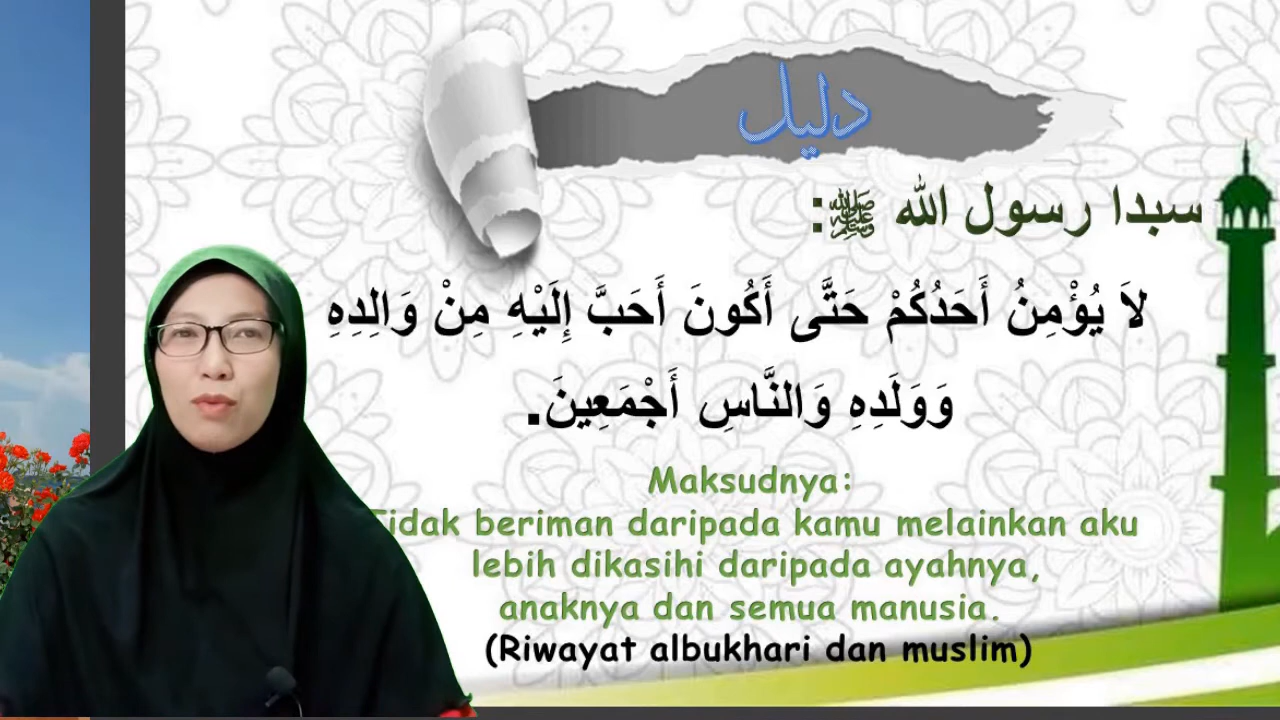 دليل
سبدا رسول الله ﷺ:
لاَ يُؤْمِنُ أَحَدُكُمْ حَتَّى أَكُونَ أَحَبَّ إِلَيْهِ مِنْ وَالِدِهِ
وَوَلَدِهِ وَالنَّاسِ أَجْمَعِينَ.
Maksudnya:
Tidak beriman daripada kamu melainkan aku
lebih dikasihi daripada ayahnya,
anaknya dan semua manusia.
(Riwayat albukhari dan muslim)